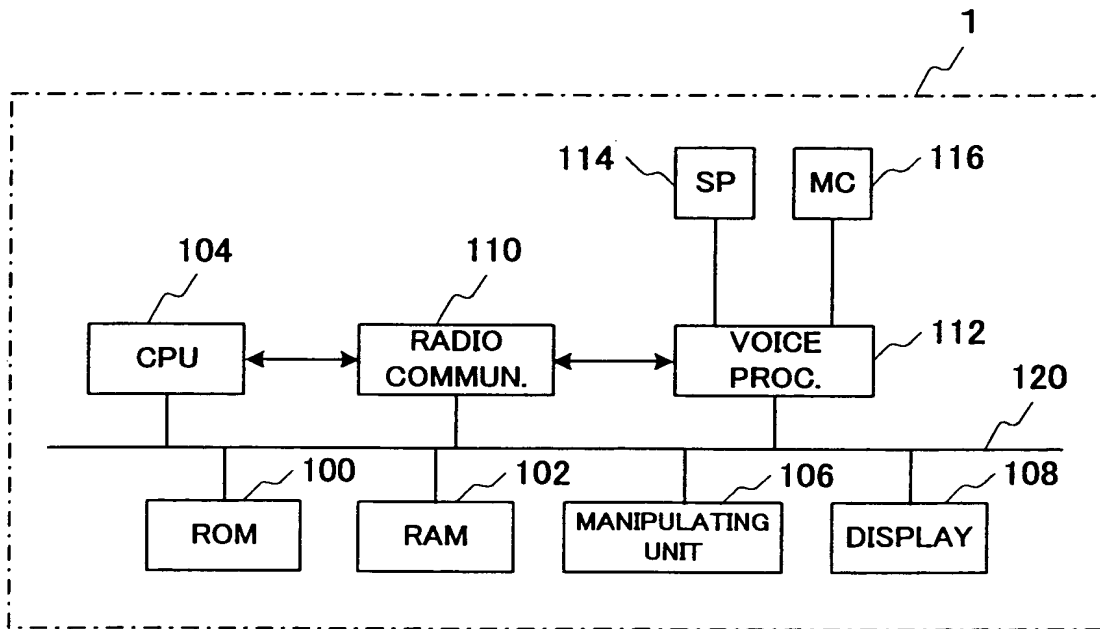 1
114
SP
MC
116
104
110
CPU
RADIO
COMMUN.
VOICE
PROC.
112
120
100
102
106
108
ROM
RAM
MANIPULATING
UNIT
DISPLAY